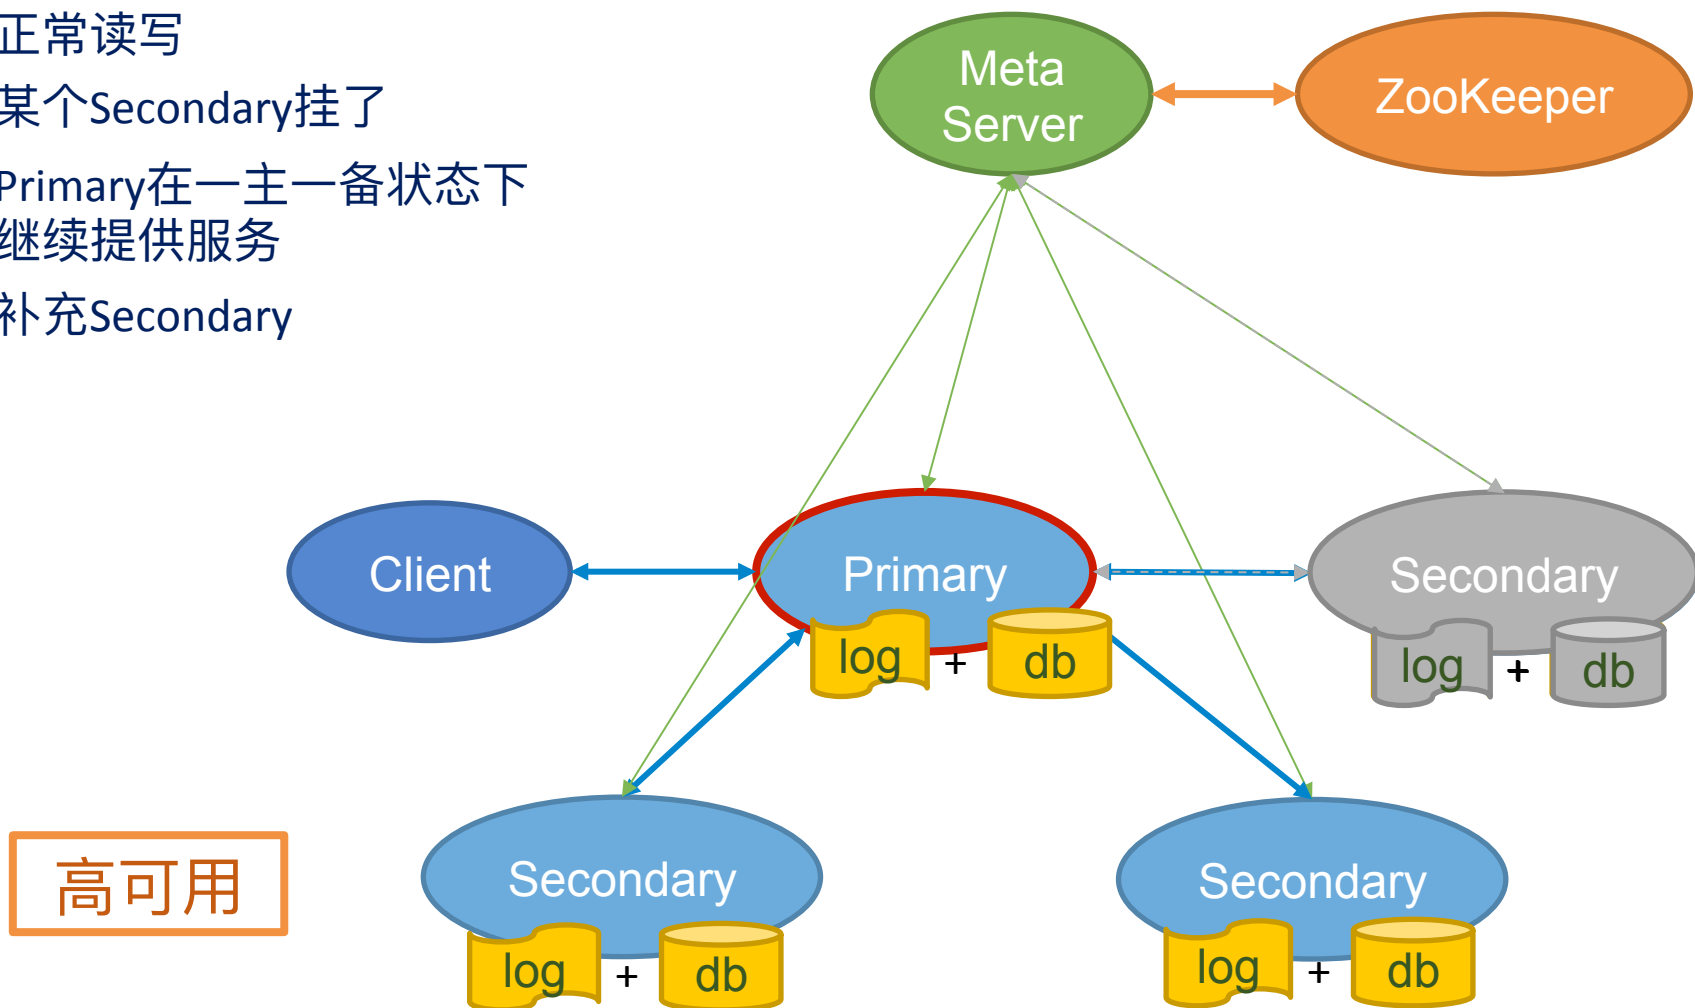 正常读写
某个Secondary挂了
Primary在一主一备状态下
继续提供服务
补充Secondary
Meta
Server
ZooKeeper
Client
Primary
log + db
Secondary
log + db
高可用
Secondary
log + db
Secondary
log + db